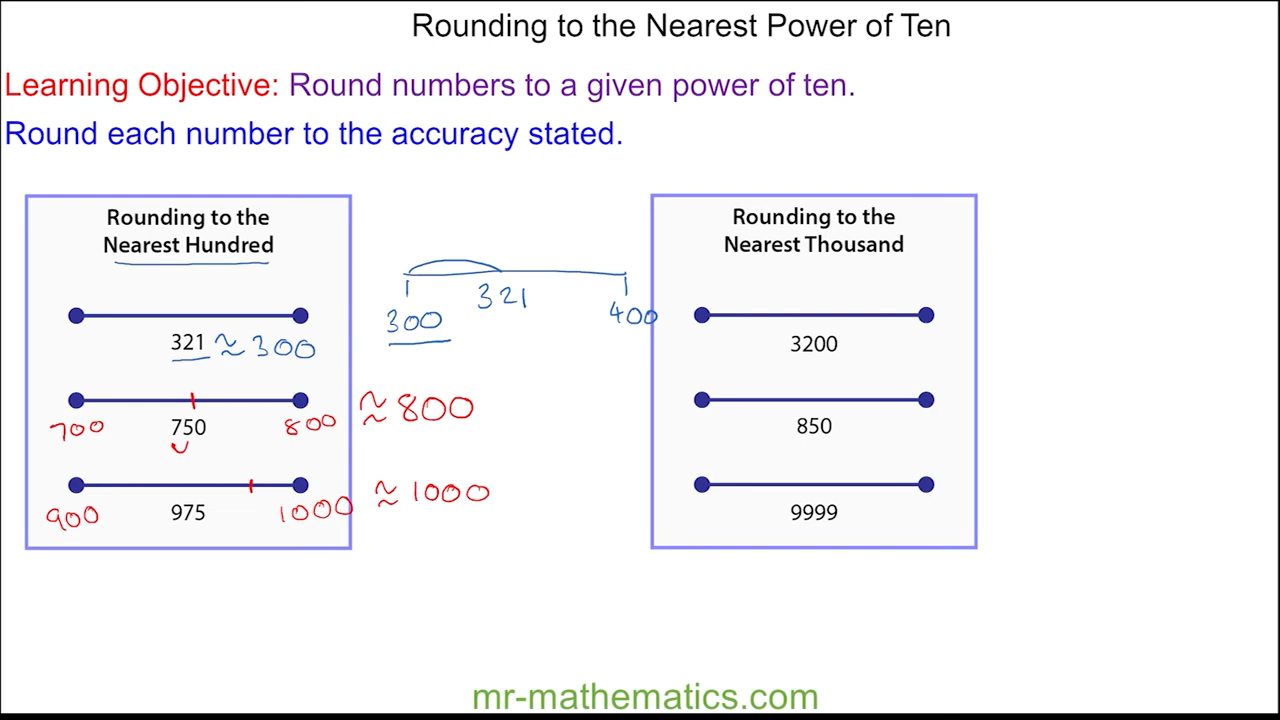 Rounding to the Nearest Power of Ten
Learning Objective: Round numbers to a given power of ten.
Round each number to the accuracy stated.
Rounding to the
Nearest Hundred
321 ≈ 300
700 750 800 ≈ 800
900 975 1000 ≈ 1000
300 321 400
Rounding to the
Nearest Thousand
3200
850
9999
mr-mathematics.com